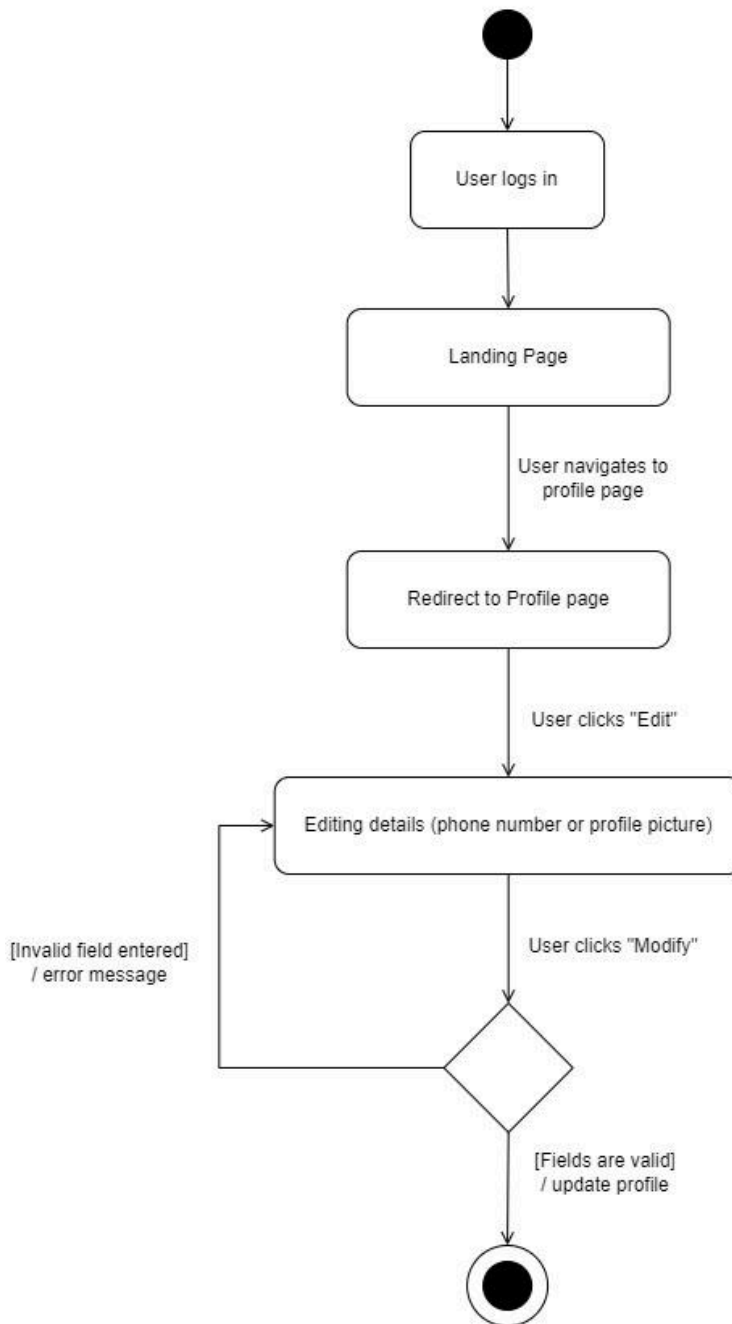 User logs in
Landing Page
User navigates to
profile page
Redirect to Profile page
User clicks "Edit"
Editing details (phone number or profile picture)
[Invalid field entered]
/ error message
User clicks "Modify"
[Fields are valid]
/ update profile